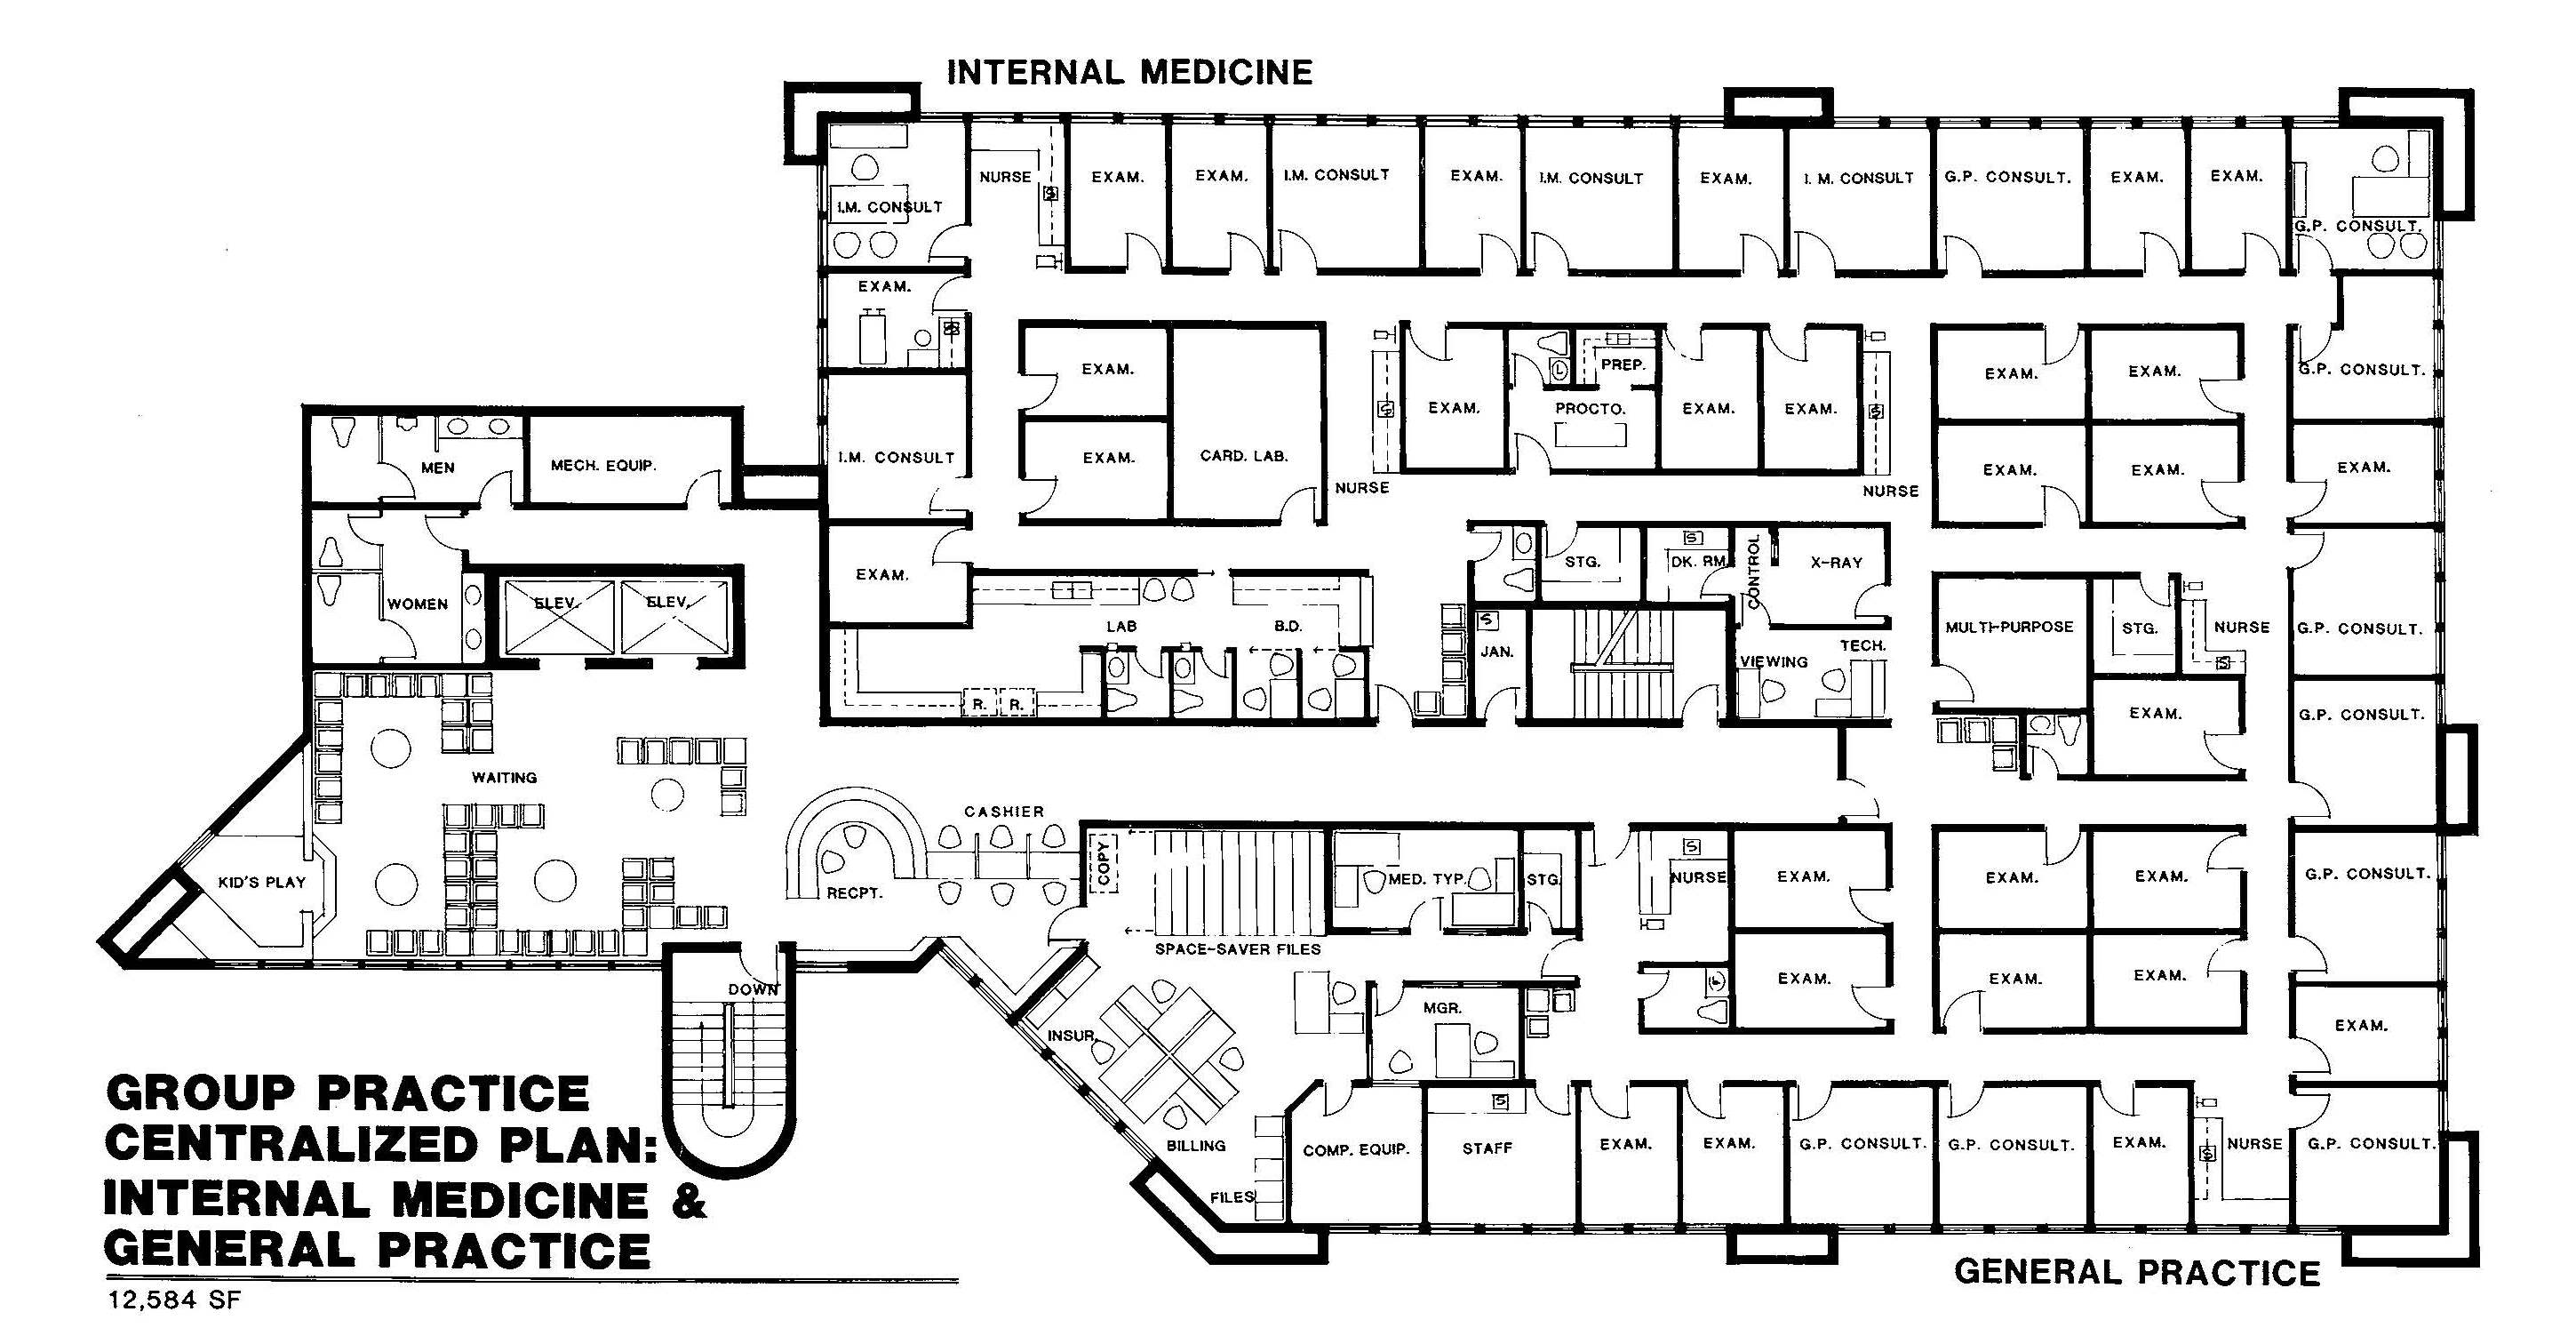 INTERNAL MEDICINE
I.M. CONSULT
NURSE
EXAM.
EXAM.
I.M. CONSULT
EXAM.
I.M. CONSULT
EXAM.
I. M. CONSULT
G.P. CONSULT.
EXAM.
EXAM.
G.P. CONSULT.
EXAM.
EXAM.
CARD. LAB.
EXAM.
L
PREP.
PROCTO.
EXAM.
EXAM.
EXAM.
EXAM.
G.P. CONSULT.
MEN
MECH. EQUIP.
I.M. CONSULT
EXAM.
NURSE
NURSE
EXAM.
EXAM.
EXAM.
WOMEN
ELEV.
ELEV.
EXAM.
LAB
B.D.
R.
R.
STG.
S
DK. RM.
CONTROL
X-RAY
S
JAN.
VIEWING
TECH.
MULTI-PURPOSE
STG.
NURSE
S
G.P. CONSULT.
EXAM.
G.P. CONSULT.
WAITING
KID'S PLAY
CASHIER
RECPT.
COPY
SPACE-SAVER FILES
MED. TYP.
STG.
S
NURSE
EXAM.
EXAM.
EXAM.
G.P. CONSULT.
EXAM.
EXAM.
EXAM.
DOWN
INSUR.
MGR.
EXAM.
BILLING
FILES
COMP. EQUIP.
S
STAFF
EXAM.
EXAM.
G.P. CONSULT.
G.P. CONSULT.
EXAM.
S
NURSE
G.P. CONSULT.
GENERAL PRACTICE
GROUP PRACTICE
CENTRALIZED PLAN:
INTERNAL MEDICINE &
GENERAL PRACTICE
12,584 SF